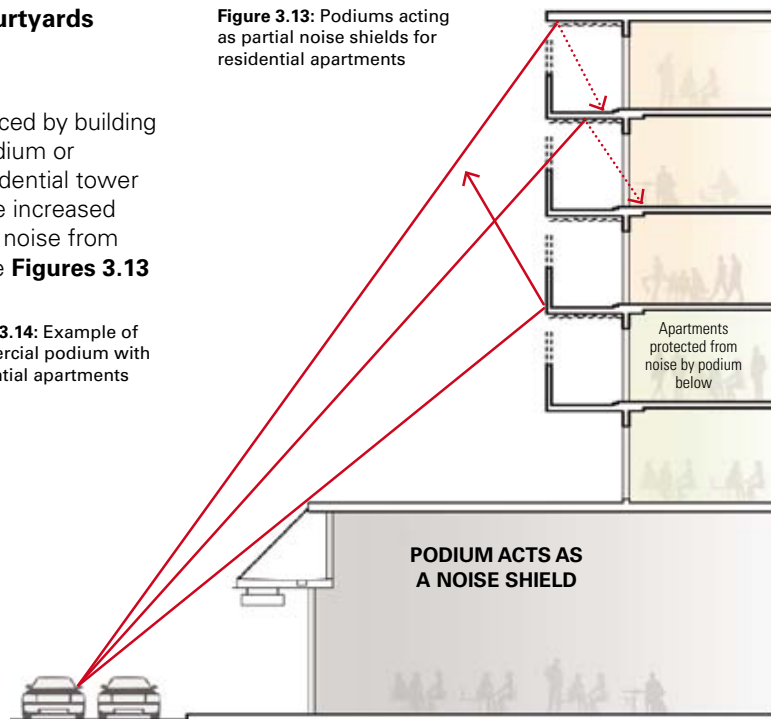 urtyards
ced by building
dium or
idential tower
e increased
noise from
e Figures 3.13
3.14: Example of
ercial podium with
ntial apartments
Figure 3.13: Podiums acting
as partial noise shields for
residential apartments
Apartments
protected from
noise by podium
below
PODIUM ACTS AS
A NOISE SHIELD